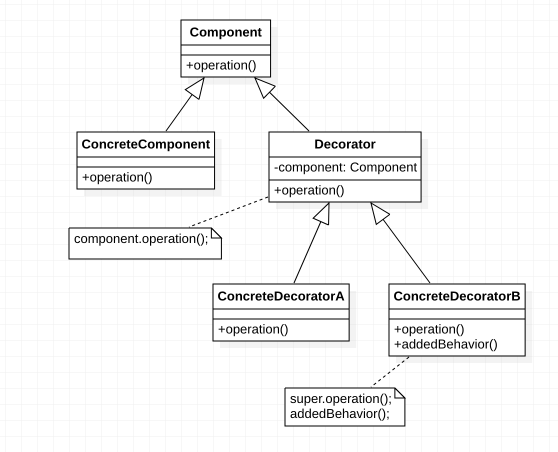 Component
+operation()
ConcreteComponent
+operation()
Decorator
-component: Component
+operation()
component.operation();
ConcreteDecoratorA
+operation()
ConcreteDecoratorB
+operation()
+addedBehavior()
super.operation();
addedBehavior();